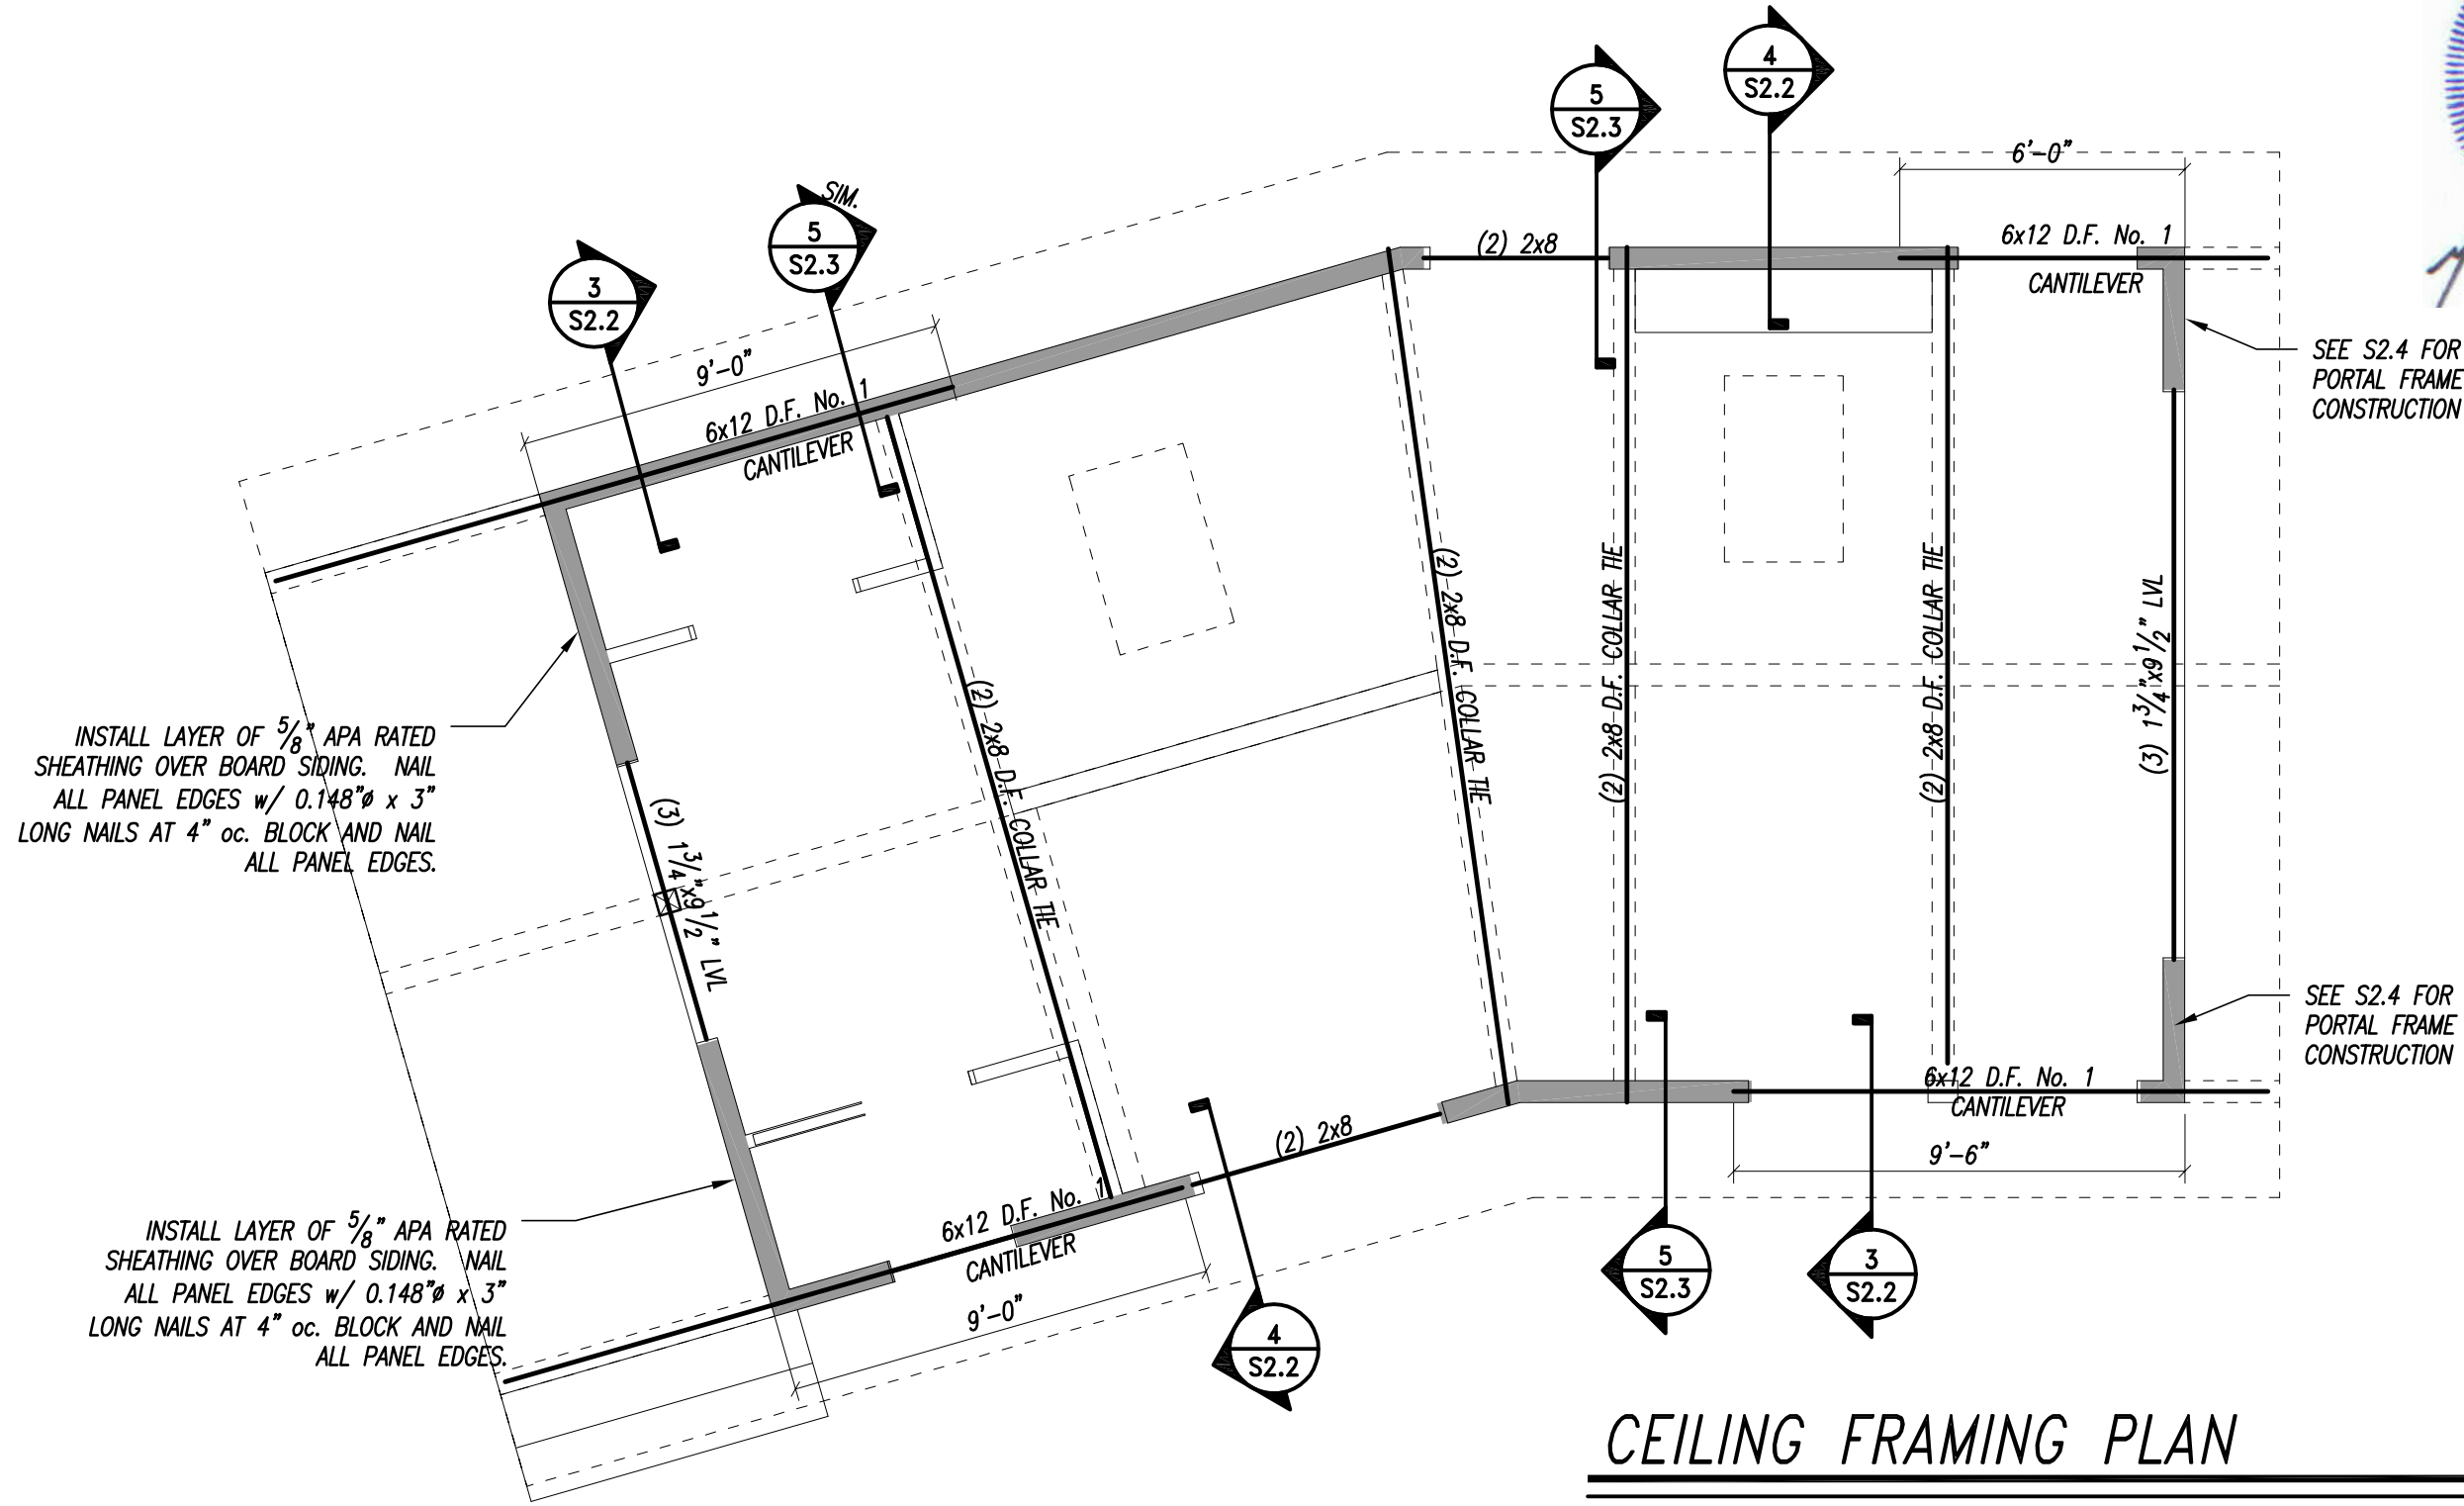 4
S2.2
5
S2.3
6'-0"
SIM.
5
S2.3
3
S2.2
(2) 2x8
6x12 D.F. No. 1
CANTILEVER
SEE S2.4 FOR
PORTAL FRAME
CONSTRUCTION
9'-0"
6x12 D.F. No. 1
CANTILEVER
(2) 2x8 D.F. COLLAR TIE
(2) 2x8 D.F. COLLAR TIE
(2) 2x8 D.F. COLLAR TIE
(2) 2x8 D.F. COLLAR TIE
(3) 1 3/4"x9 1/2" LVL
(3) 1 3/4"x9 1/2" LVL
INSTALL LAYER OF 5/8" APA RATED
SHEATHING OVER BOARD SIDING. NAIL
ALL PANEL EDGES w/ 0.148"ø x 3"
LONG NAILS AT 4" oc. BLOCK AND NAIL
ALL PANEL EDGES.
SEE S2.4 FOR
PORTAL FRAME
CONSTRUCTION
6x12 D.F. No. 1
CANTILEVER
9'-6"
(2) 2x8
6x12 D.F. No. 1
CANTILEVER
9'-0"
INSTALL LAYER OF 5/8" APA RATED
SHEATHING OVER BOARD SIDING. NAIL
ALL PANEL EDGES w/ 0.148"ø x 3"
LONG NAILS AT 4" oc. BLOCK AND NAIL
ALL PANEL EDGES.
5
S2.3
3
S2.2
4
S2.2
CEILING FRAMING PLAN